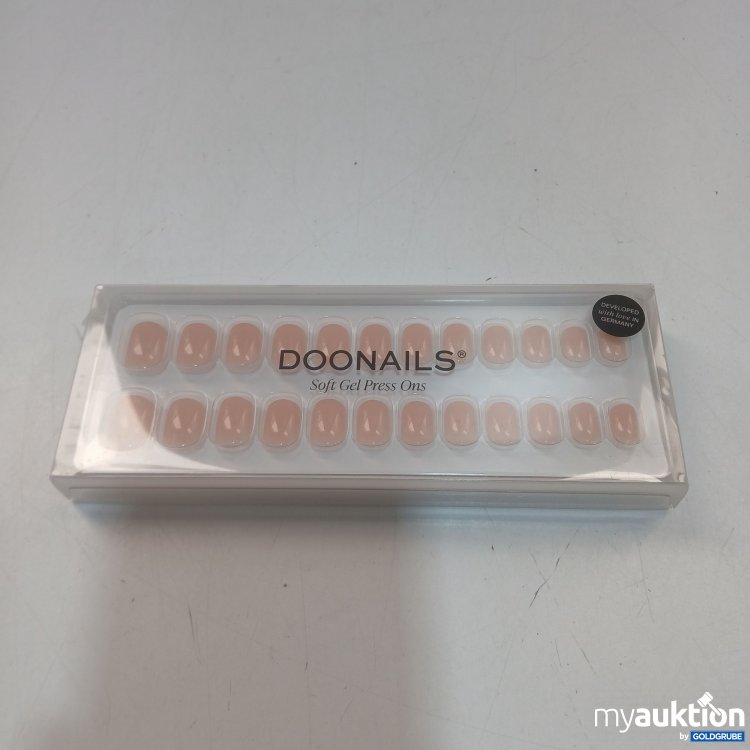 DEVELOPED
with love IN
GERMANY
DOONAILS®
Soft Gel Press Ons
myauktion
by GOLDGRUBE